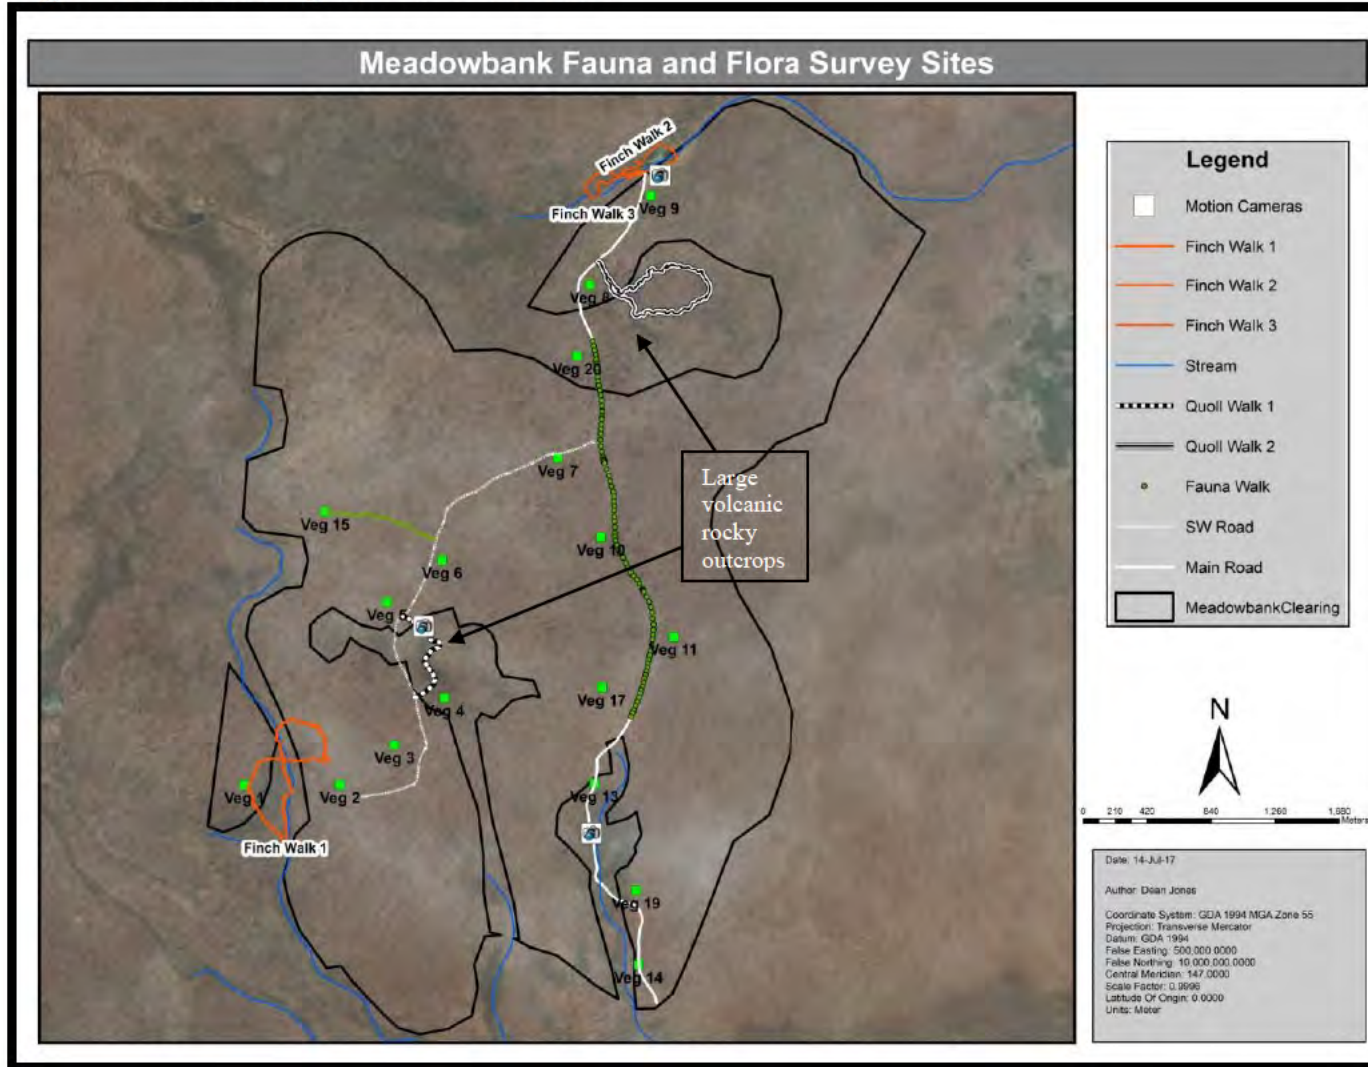 Meadowbank Fauna and Flora Survey Sites
Finch Walk 2
Finch Walk 3
Veg 9
Veg 8
Veg 20
Veg 7
Large
volcanic
rocky
outcrops
Veg 15
Veg 10
Veg 6
Veg 5
Veg 11
Veg 17
Veg 4
Veg 3
Veg 1
Veg 2
Veg 13
Finch Walk 1
Veg 19
Veg 14
Legend
Motion Cameras
Finch Walk 1
Finch Walk 2
Finch Walk 3
Stream
Quoll Walk 1
Quoll Walk 2
Fauna Walk
SW Road
Main Road
MeadowbankClearing
N
0 210 420 840 1,260 1,680
Meters
Date: 14-Jul-17
Author: Dean Jones
Coordinate System: GDA 1994 MGA Zone 55
Projection: Transverse Mercator
Datum: GDA 1994
False Easting: 500,000.0000
False Northing: 10,000,000.0000
Central Meridian: 147.0000
Scale Factor: 0.9996
Latitude Of Origin: 0.0000
Units: Meter